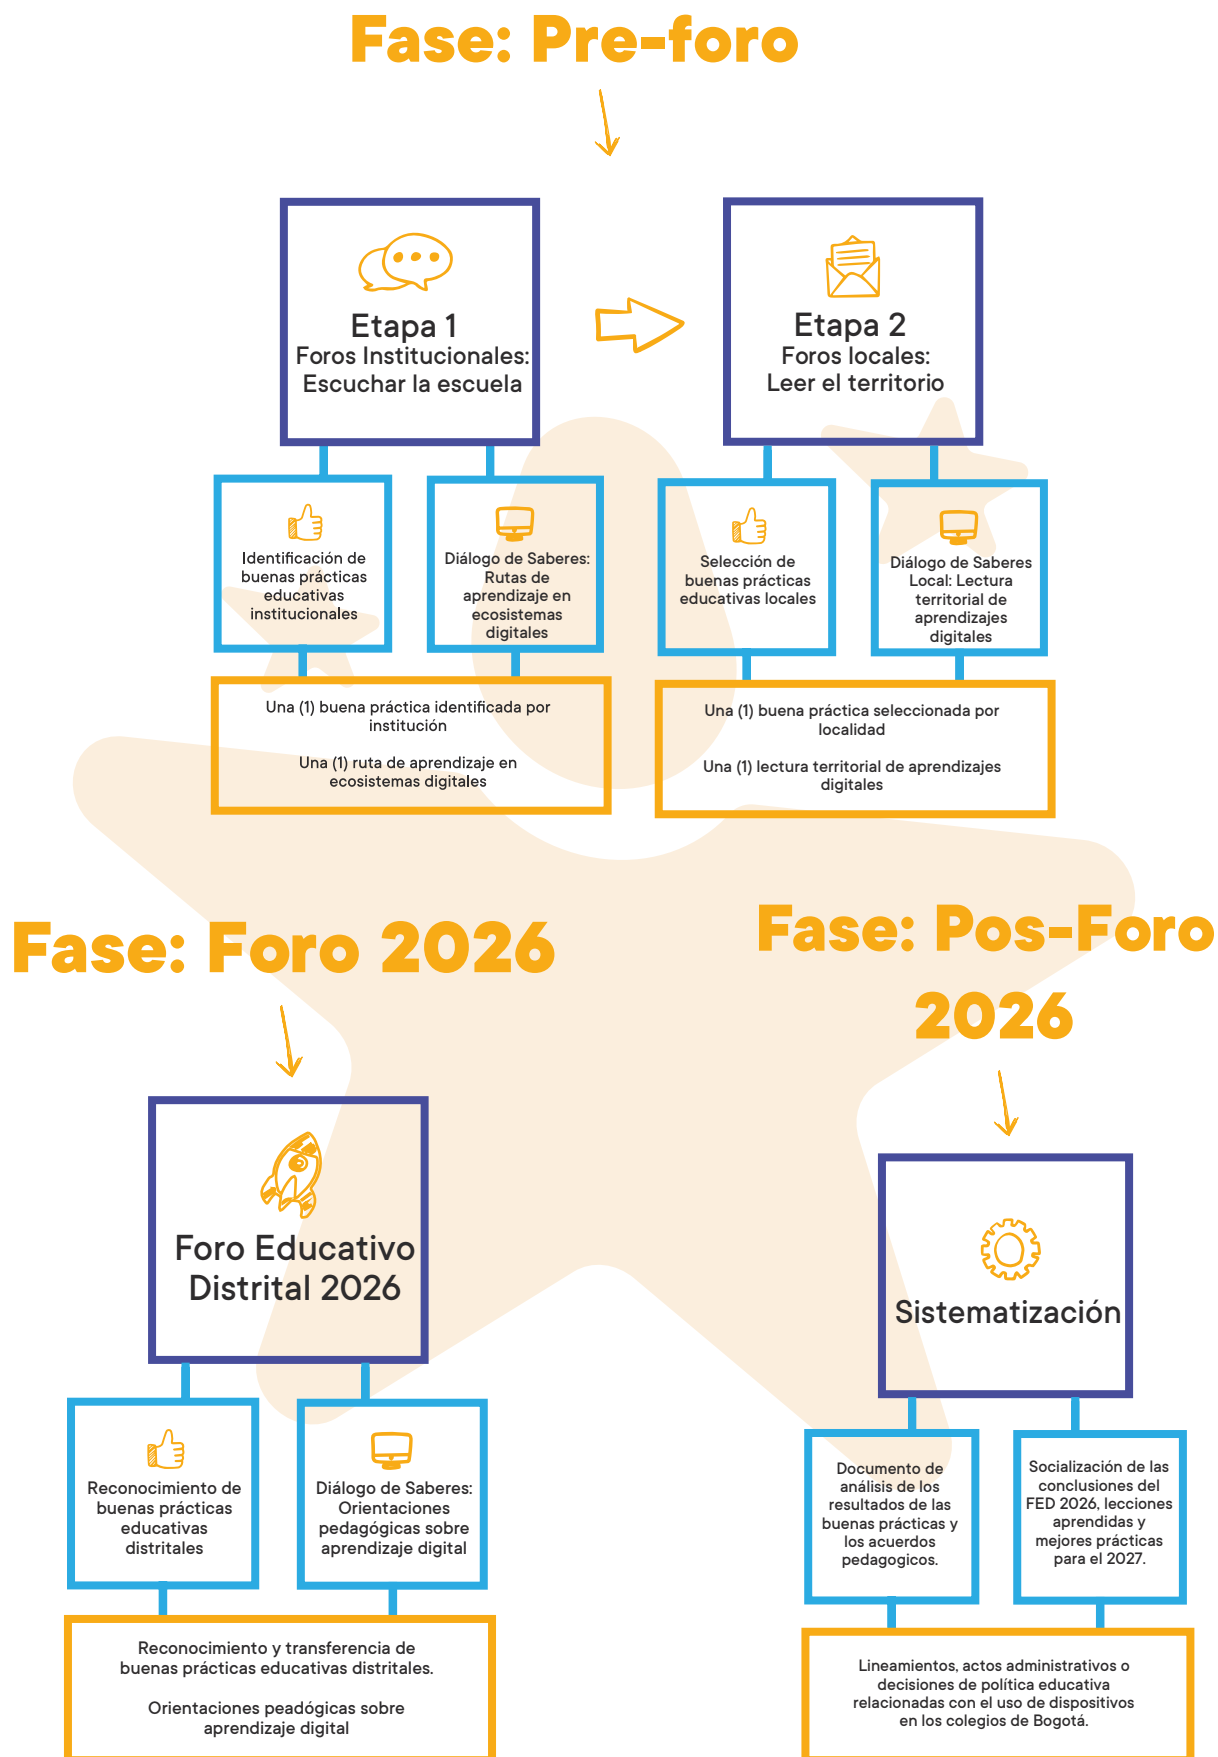 Fase: Pre-foro
Etapa 1
Foros Institucionales:
Escuchar la escuela
Etapa 2
Foros locales:
Leer el territorio
Identificación de
buenas prácticas
educativas
institucionales
Diálogo de Saberes:
Rutas de
aprendizaje en
ecosistemas
digitales
Selección de
buenas prácticas
educativas locales
Diálogo de Saberes
Local: Lectura
territorial de
aprendizajes
digitales
Una (1) buena práctica identificada por
institución
Una (1) ruta de aprendizaje en
ecosistemas digitales
Una (1) buena práctica seleccionada por
localidad
Una (1) lectura territorial de aprendizajes
digitales
Fase: Foro 2026
Foro Educativo
Distrital 2026
Reconocimiento de
buenas prácticas
educativas
distritales
Diálogo de Saberes:
Orientaciones
pedagógicas sobre
aprendizaje digital
Reconocimiento y transferencia de
buenas prácticas educativas distritales.
Orientaciones peadógicas sobre
aprendizaje digital
Fase: Pos-Foro
2026
Sistematización
Documento de
análisis de los
resultados de las
buenas prácticas y
los acuerdos
pedagogicos.
Socialización de las
conclusiones del
FED 2026, lecciones
aprendidas y
mejores prácticas
para el 2027.
Lineamientos, actos administrativos o
decisiones de política educativa
relacionadas con el uso de dispositivos
en los colegios de Bogotá.